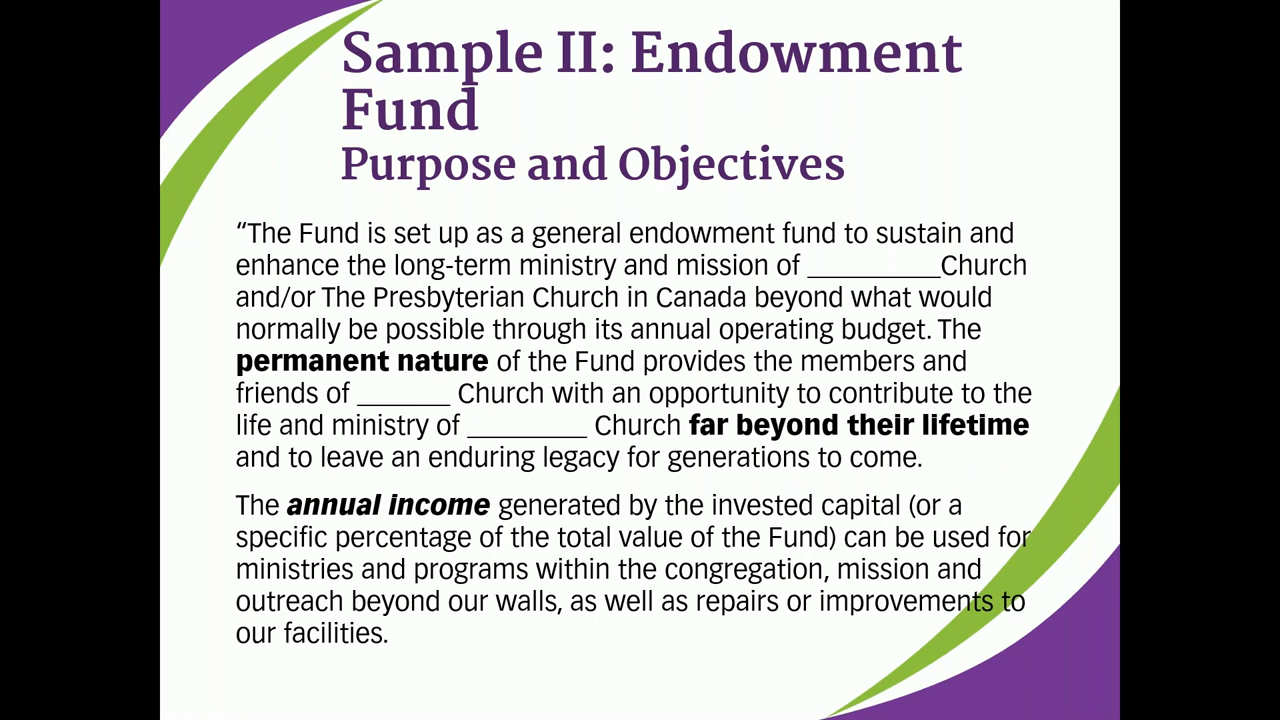 Sample II: Endowment
Fund
Purpose and Objectives
“The Fund is set up as a general endowment fund to sustain and
enhance the long-term ministry and mission of __________Church
and/or The Presbyterian Church in Canada beyond what would
normally be possible through its annual operating budget. The
permanent nature of the Fund provides the members and
friends of _______ Church with an opportunity to contribute to the
life and ministry of _________ Church far beyond their lifetime
and to leave an enduring legacy for generations to come.
The annual income generated by the invested capital (or a
specific percentage of the total value of the Fund) can be used for
ministries and programs within the congregation, mission and
outreach beyond our walls, as well as repairs or improvements to
our facilities.